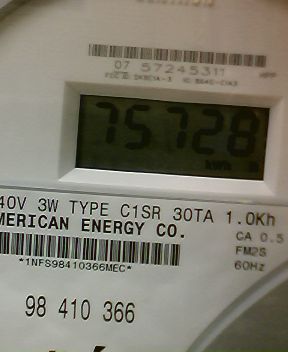 07 57245311
75728
kWh
40V 3W TYPE C1SR 30TA 1.0Kh
MERICAN ENERGY CO.
CA 0.5
FM2S
60Hz
*1NFS98410366MEC*
98 410 366